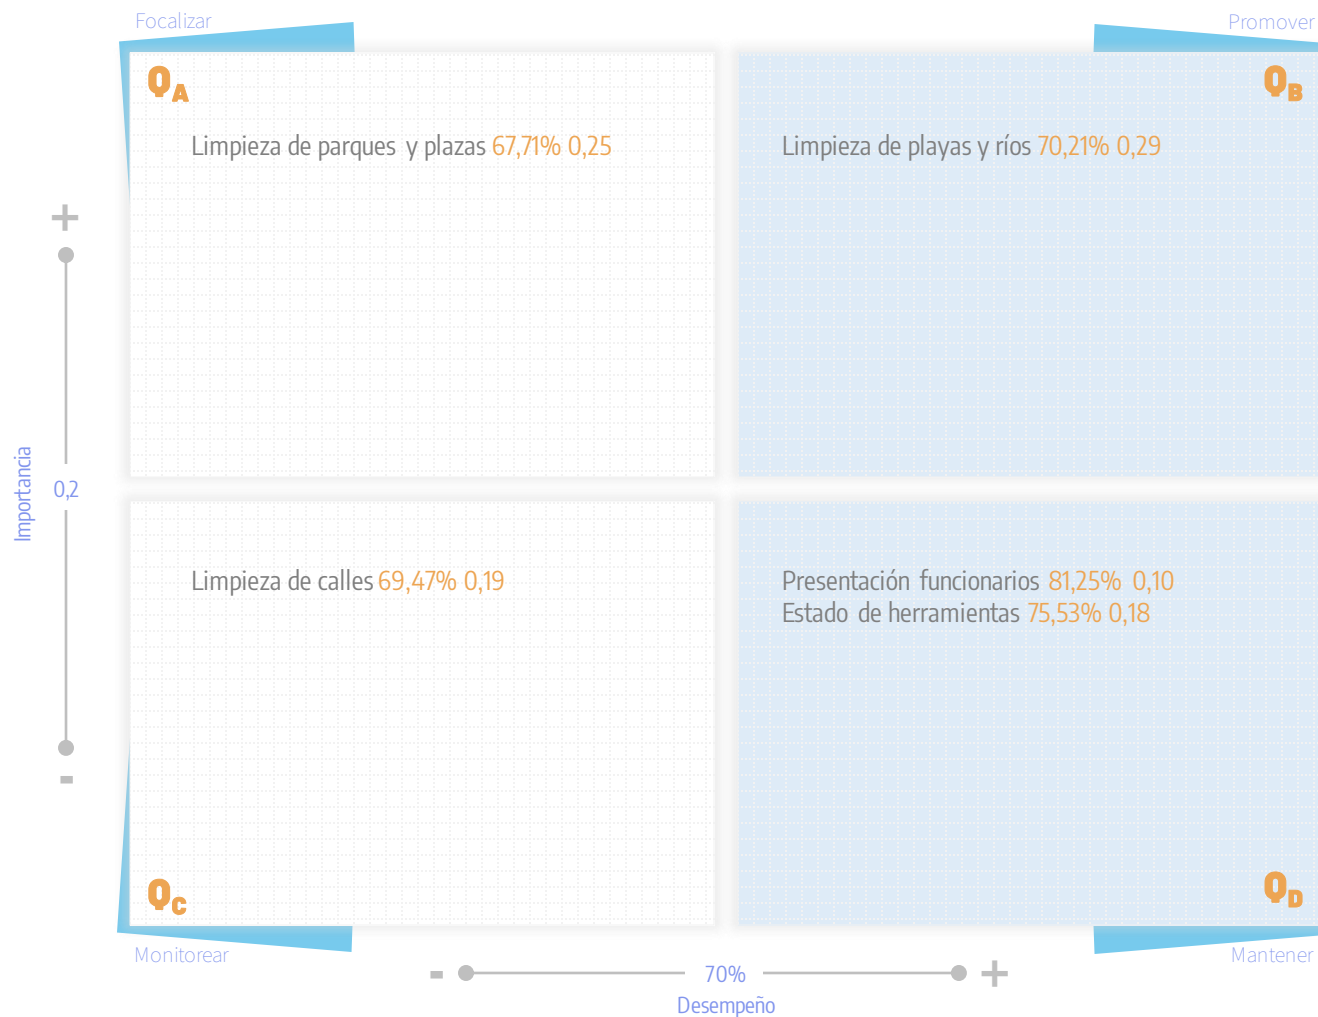 Focalizar
Promover
QA
QB
Limpieza de parques y plazas 67,71% 0,25
Limpieza de playas y ríos 70,21% 0,29
+
Importancia
0,2
-
Limpieza de calles 69,47% 0,19
Presentación funcionarios 81,25% 0,10
Estado de herramientas 75,53% 0,18
QC
QD
Monitorear
Mantener
- 70% +
Desempeño